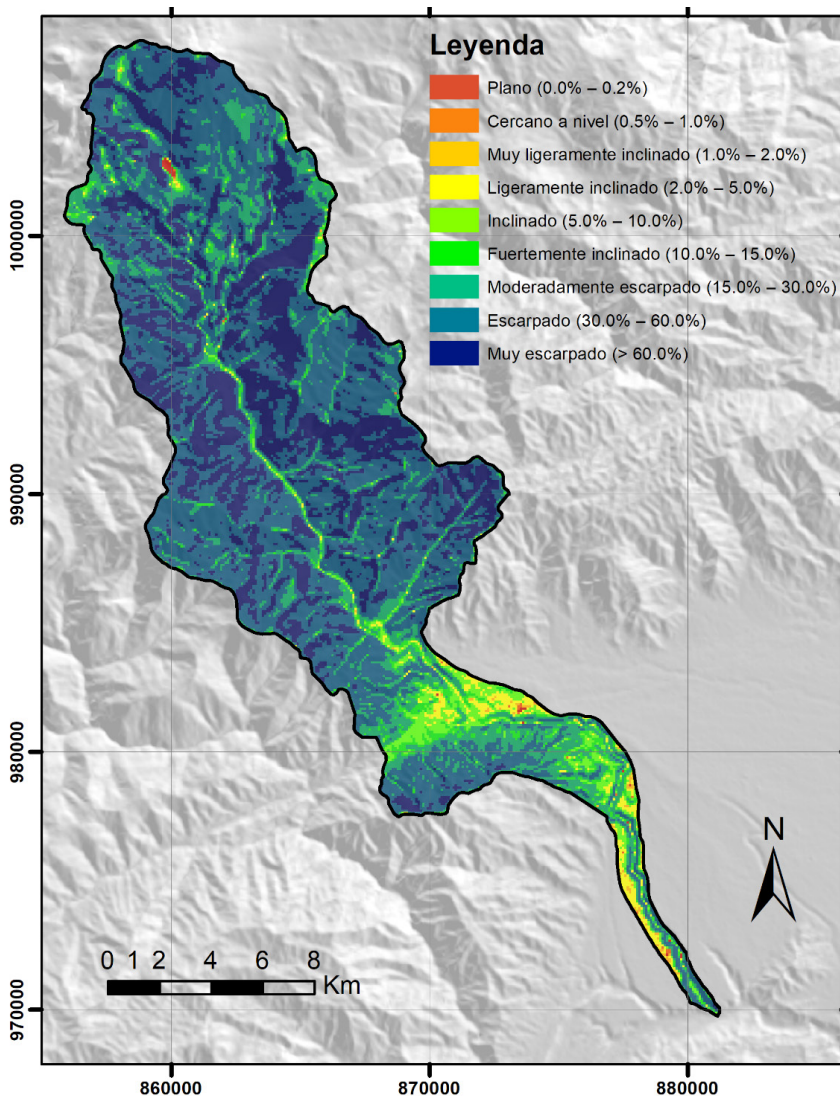 Leyenda
Plano (0.0% – 0.2%)
Cercano a nivel (0.5% – 1.0%)
Muy ligeramente inclinado (1.0% – 2.0%)
Ligeramente inclinado (2.0% – 5.0%)
Inclinado (5.0% – 10.0%)
Fuertemente inclinado (10.0% – 15.0%)
Moderadamente escarpado (15.0% – 30.0%)
Escarpado (30.0% – 60.0%)
Muy escarpado (> 60.0%)
1000000
990000
980000
970000
N
0 1 2 4 6 8
Km
860000 870000 880000